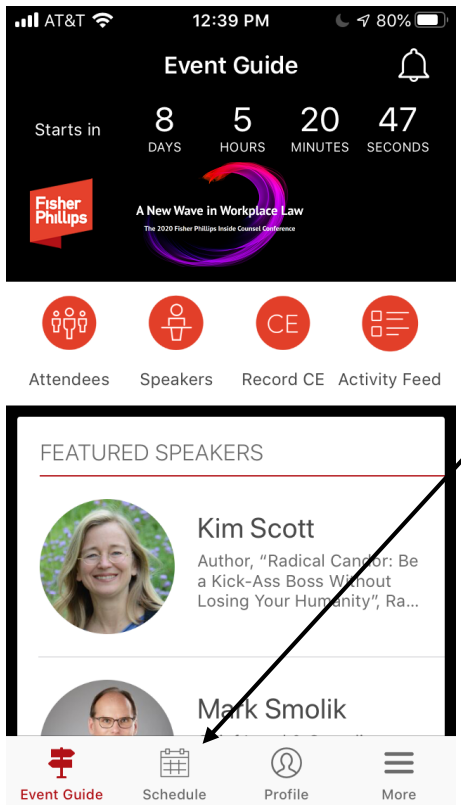 AT&T 12:39 PM 80%
Event Guide
Starts in
8 5 20 47
DAYS HOURS MINUTES SECONDS
Fisher
Phillips
A New Wave in Workplace Law
The 2020 Fisher Phillips Inside Counsel Conference
CE
Attendees Speakers Record CE Activity Feed
FEATURED SPEAKERS
Kim Scott
Author, “Radical Candor: Be
a Kick-Ass Boss Without
Losing Your Humanity”, Ra...
Mark Smolik
Event Guide Schedule Profile More